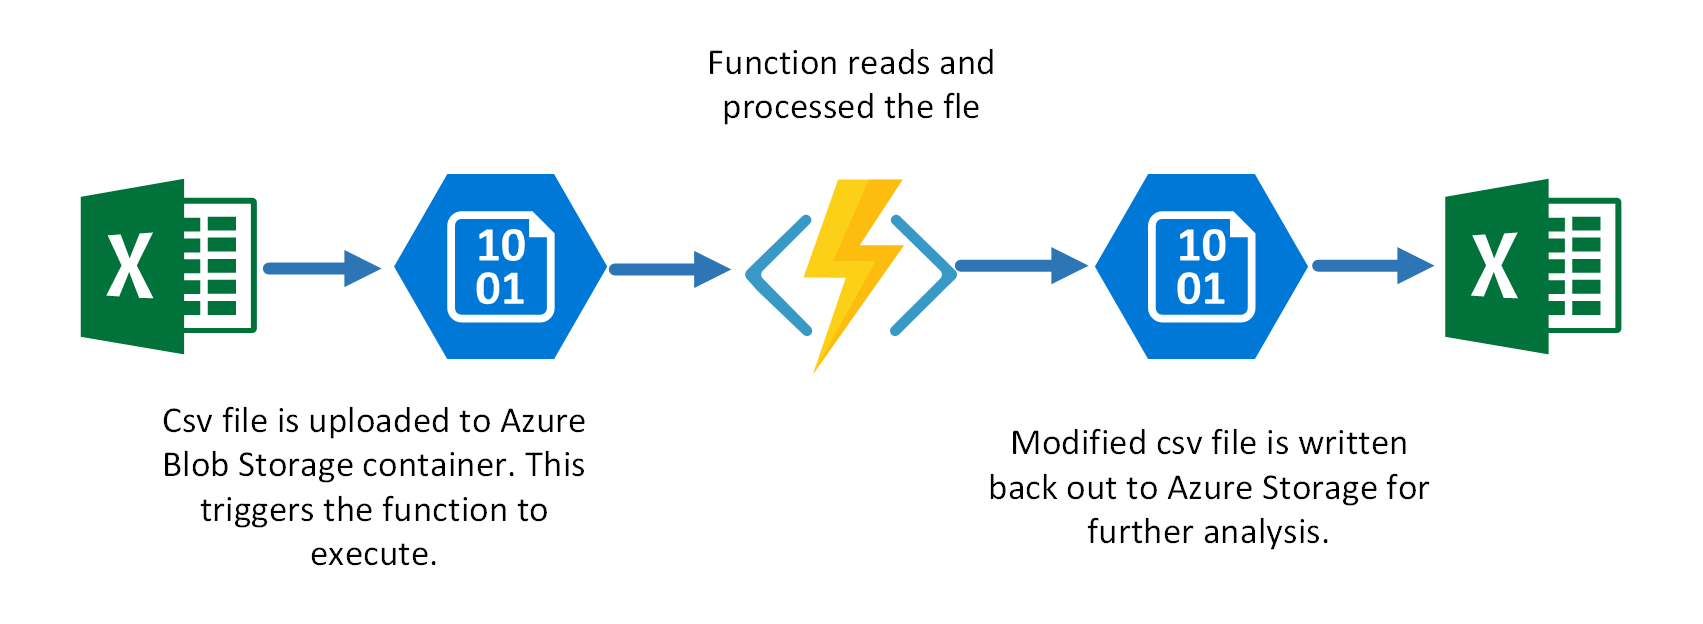 Function reads and
processed the fle
X
10
01
10
01
X
Csv file is uploaded to Azure
Blob Storage container. This
triggers the function to
execute.
Modified csv file is written
back out to Azure Storage for
further analysis.